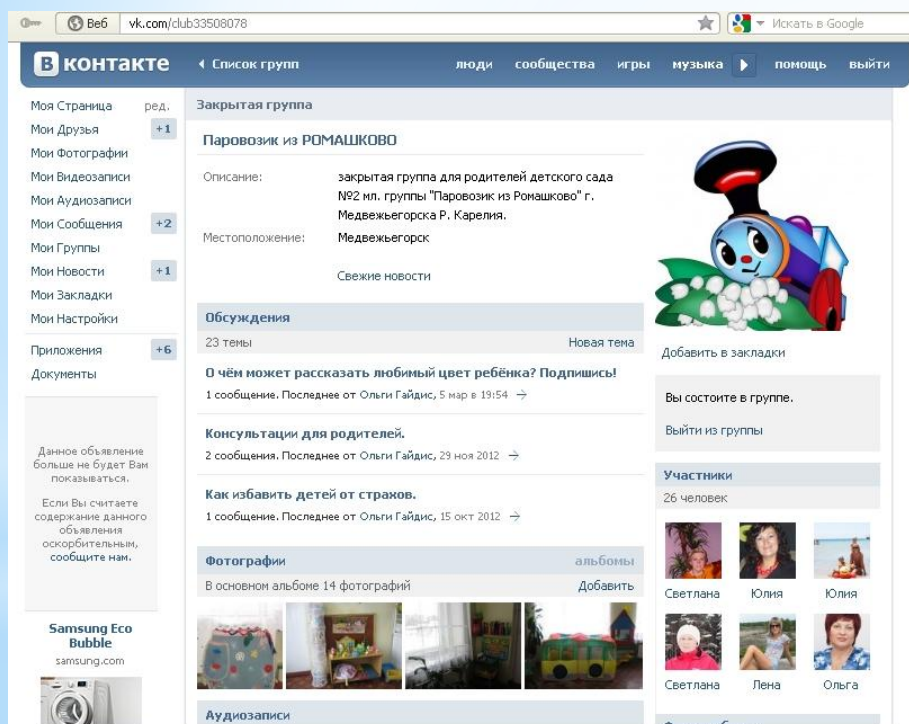 Веб vk.com/club33508078 Искать в Google
В контакте Список групп люди сообщества игры музыка помощь выйти
Моя Страница ред.
Мои Друзья +1
Мои Фотографии
Мои Видеозаписи
Мои Аудиозаписи
Мои Сообщения +2
Мои Группы
Мои Новости +1
Мои Закладки
Мои Настройки
Приложения +6
Документы
Данное объявление
больше не будет Вам
показываться.
Если Вы считаете
содержание данного
объявления
оскорбительным,
сообщите нам.
Samsung Eco
Bubble
samsung.com
Закрытая группа
Паровозик из РОМАШКОВО
Описание: закрытая группа для родителей детского сада
№2 мл. группы "Паровозик из Ромашково" г.
Медвежьегорска Р. Карелия.
Местоположение: Медвежьегорск
Свежие новости
Обсуждения
23 темы Новая тема
О чём может рассказать любимый цвет ребёнка? Подпишись!
1 сообщение. Последнее от Ольги Гайдис, 5 мар в 19:54 →
Консультации для родителей.
2 сообщения. Последнее от Ольги Гайдис, 29 ноя 2012 →
Как избавить детей от страхов.
1 сообщение. Последнее от Ольги Гайдис, 15 окт 2012 →
Фотографии альбомы
В основном альбоме 14 фотографий Добавить
Аудиозаписи
Добавить в закладки
Вы состоите в группе.
Выйти из группы
Участники
26 человек
Светлана Юлия Юлия
Светлана Лена Ольга